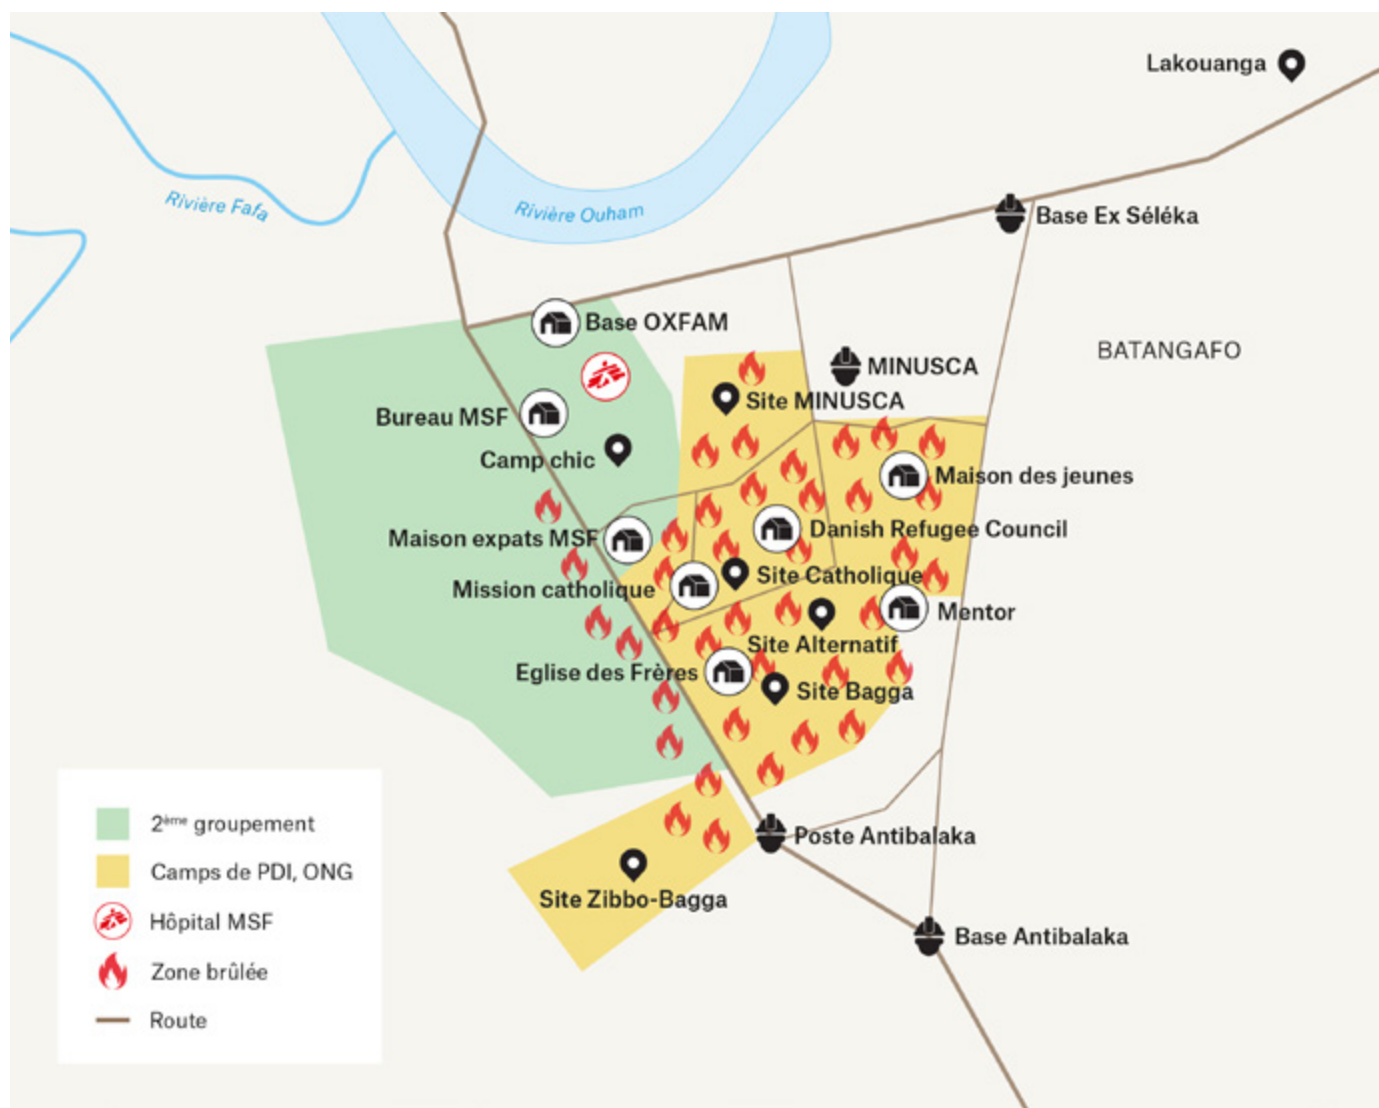 Lakouanga
Rivière Fafa
Rivière Ouham
Base Ex Séléka
Base OXFAM
BATANGAFO
MINUSCA
Site MINUSCA
Bureau MSF
Camp chic
Maison des jeunes
Danish Refugee Council
Maison expats MSF
Site Catholique
Mission catholique
Mentor
Site Alternatif
Eglise des Frères
Site Bagga
2ème groupement
Poste Antibalaka
Camps de PDI, ONG
Site Zibbo-Bagga
Hôpital MSF
Base Antibalaka
Zone brûlée
Route